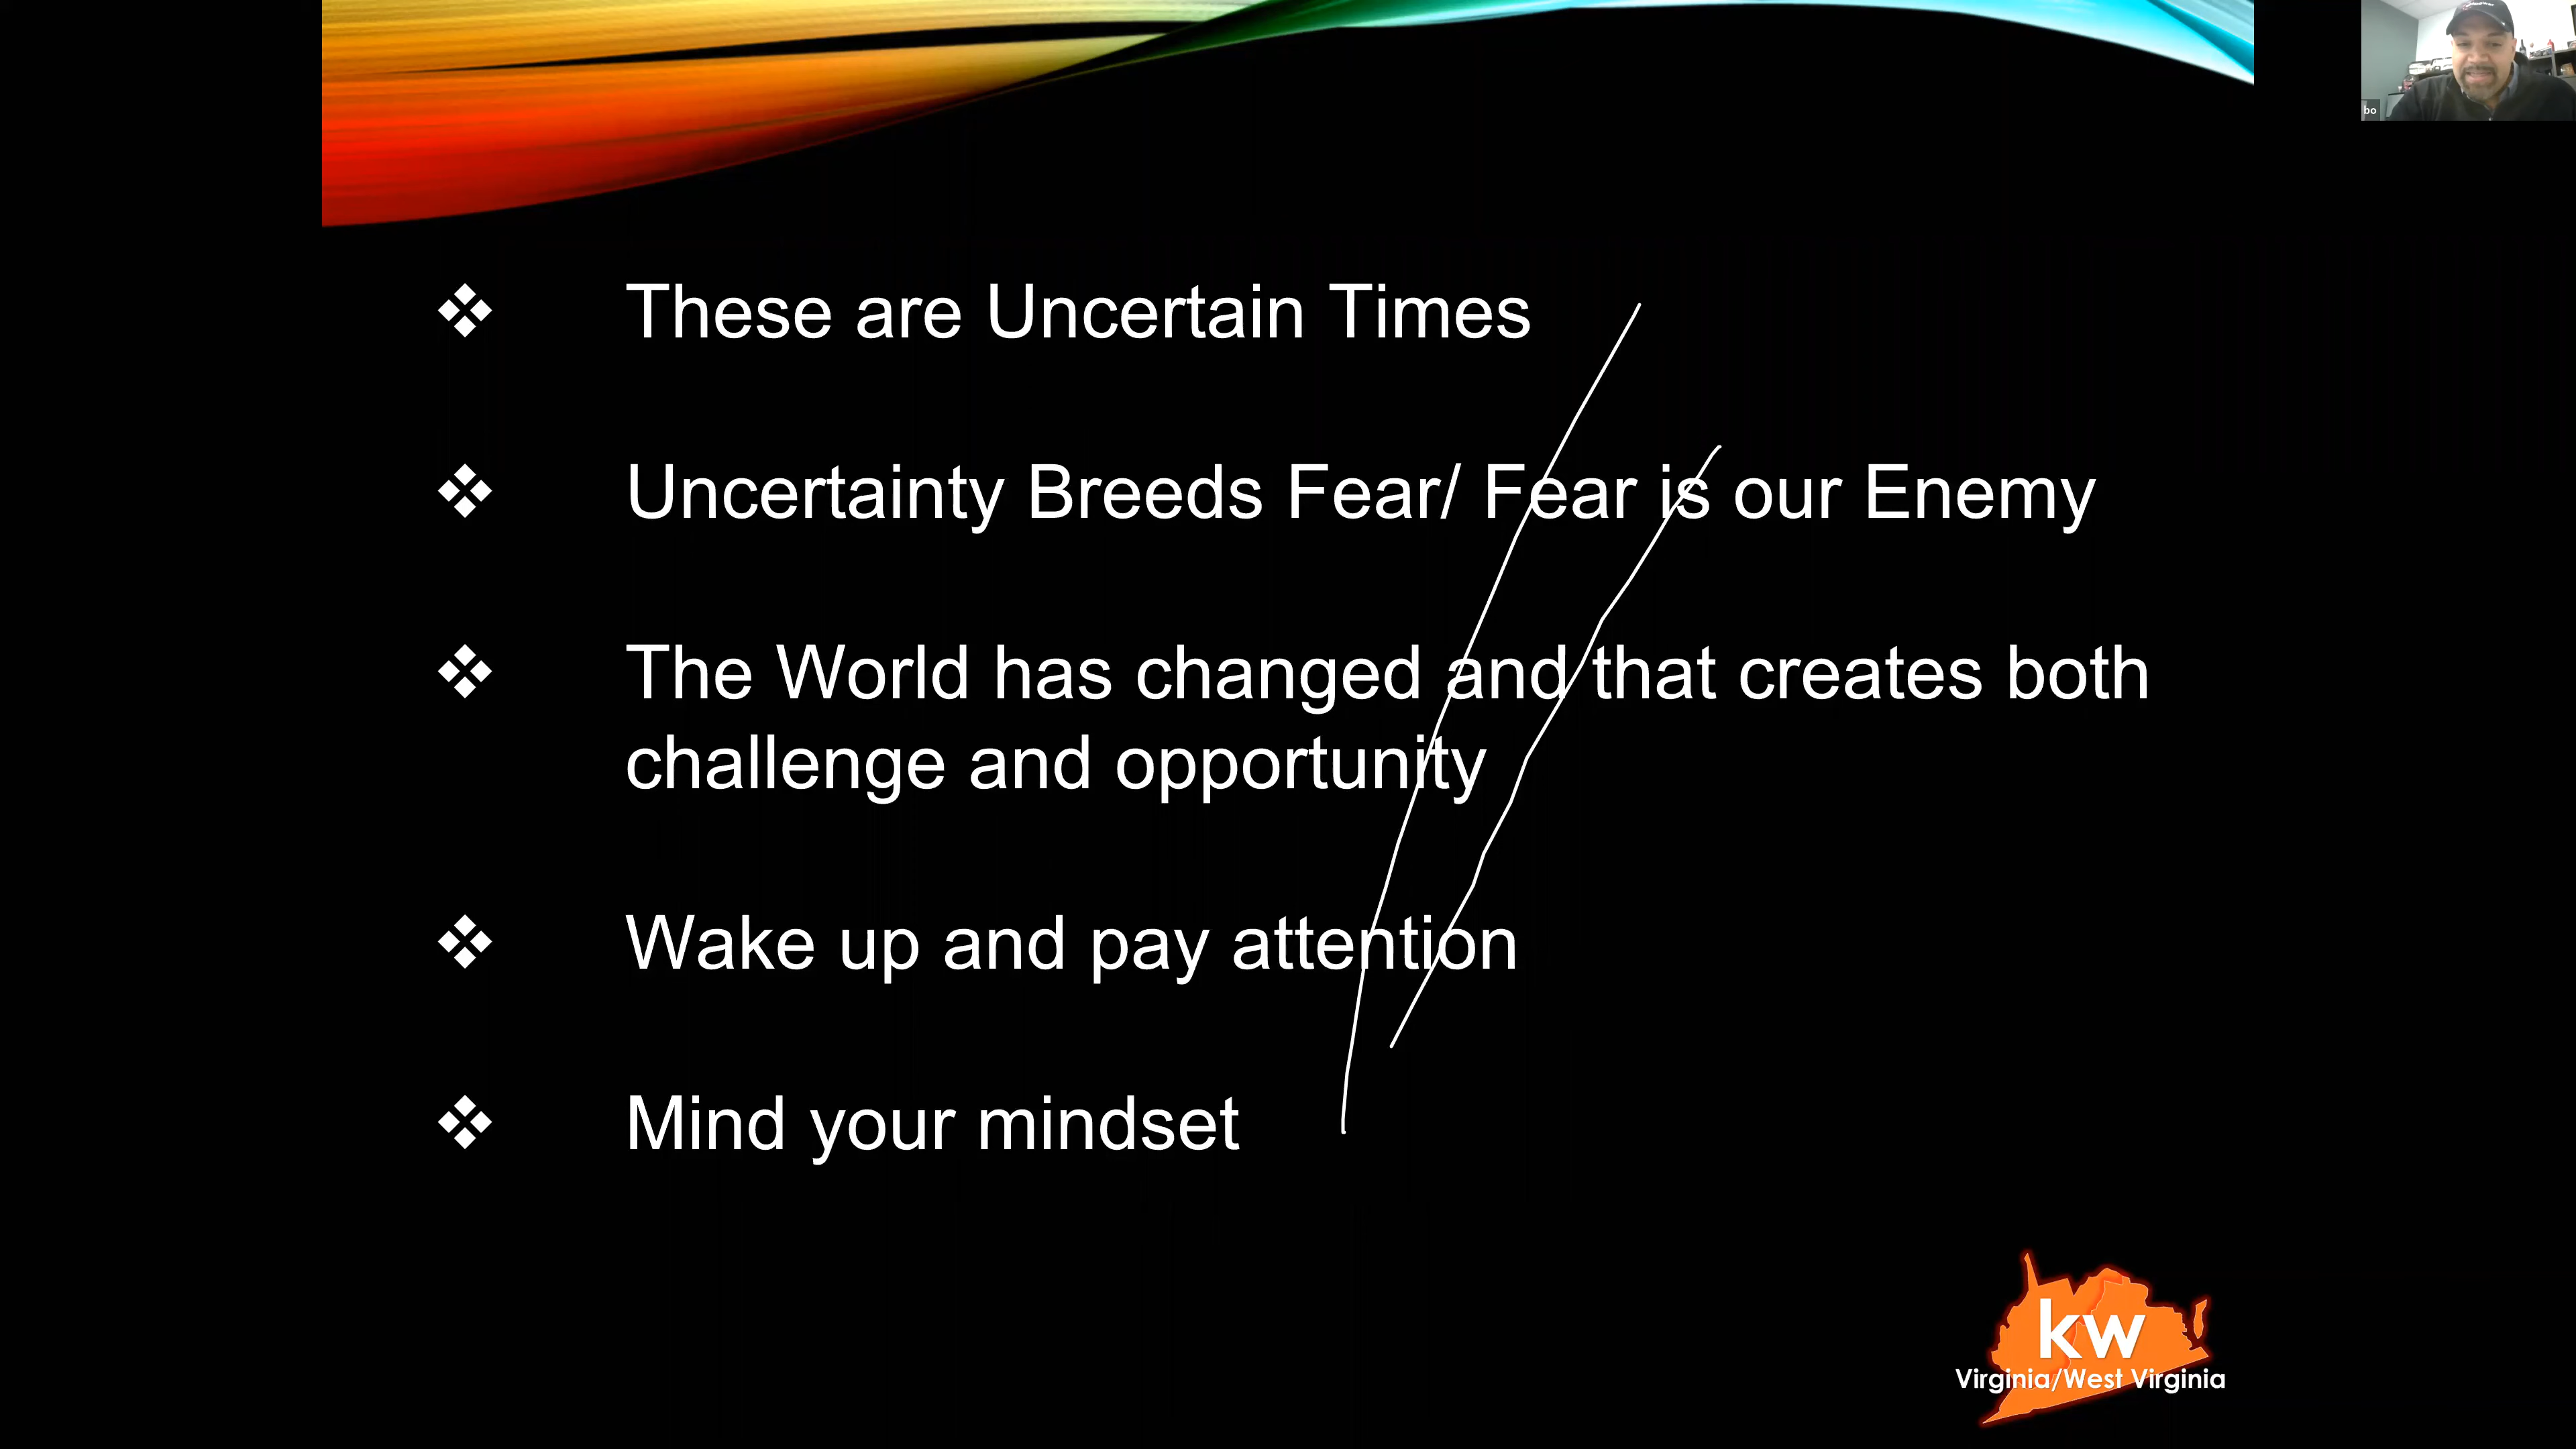 bo
❖ These are Uncertain Times
❖ Uncertainty Breeds Fear/ Fear is our Enemy
❖ The World has changed and that creates both
challenge and opportunity
❖ Wake up and pay attention
❖ Mind your mindset
kw
Virginia/West Virginia